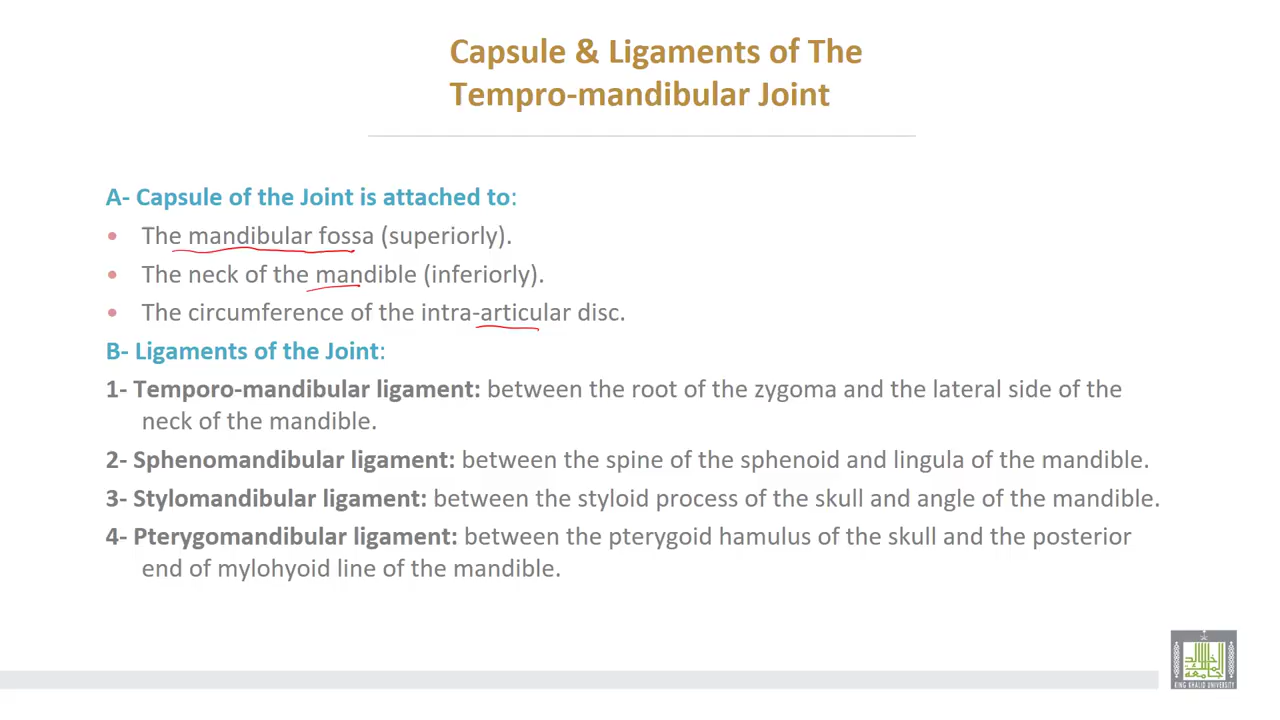 Capsule & Ligaments of The
Tempro-mandibular Joint
A- Capsule of the Joint is attached to:
• The mandibular fossa (superiorly).
• The neck of the mandible (inferiorly).
• The circumference of the intra-articular disc.
B- Ligaments of the Joint:
1- Temporo-mandibular ligament: between the root of the zygoma and the lateral side of the
neck of the mandible.
2- Sphenomandibular ligament: between the spine of the sphenoid and lingula of the mandible.
3- Stylomandibular ligament: between the styloid process of the skull and angle of the mandible.
4- Pterygomandibular ligament: between the pterygoid hamulus of the skull and the posterior
end of mylohyoid line of the mandible.
KING KHALID UNIVERSITY